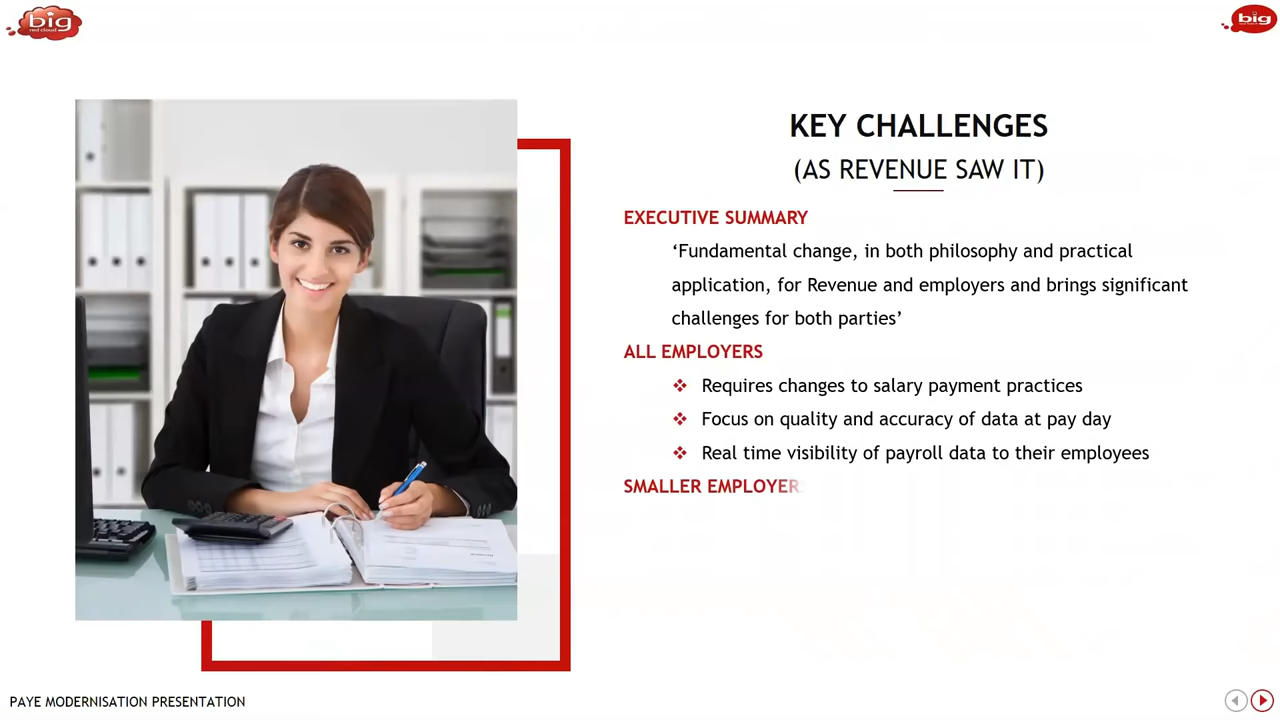 big
red cloud
big
KEY CHALLENGES
(AS REVENUE SAW IT)
EXECUTIVE SUMMARY
‘Fundamental change, in both philosophy and practical
application, for Revenue and employers and brings significant
challenges for both parties’
ALL EMPLOYERS
Requires changes to salary payment practices
Focus on quality and accuracy of data at pay day
Real time visibility of payroll data to their employees
SMALLER EMPLOYER
PAYE MODERNISATION PRESENTATION